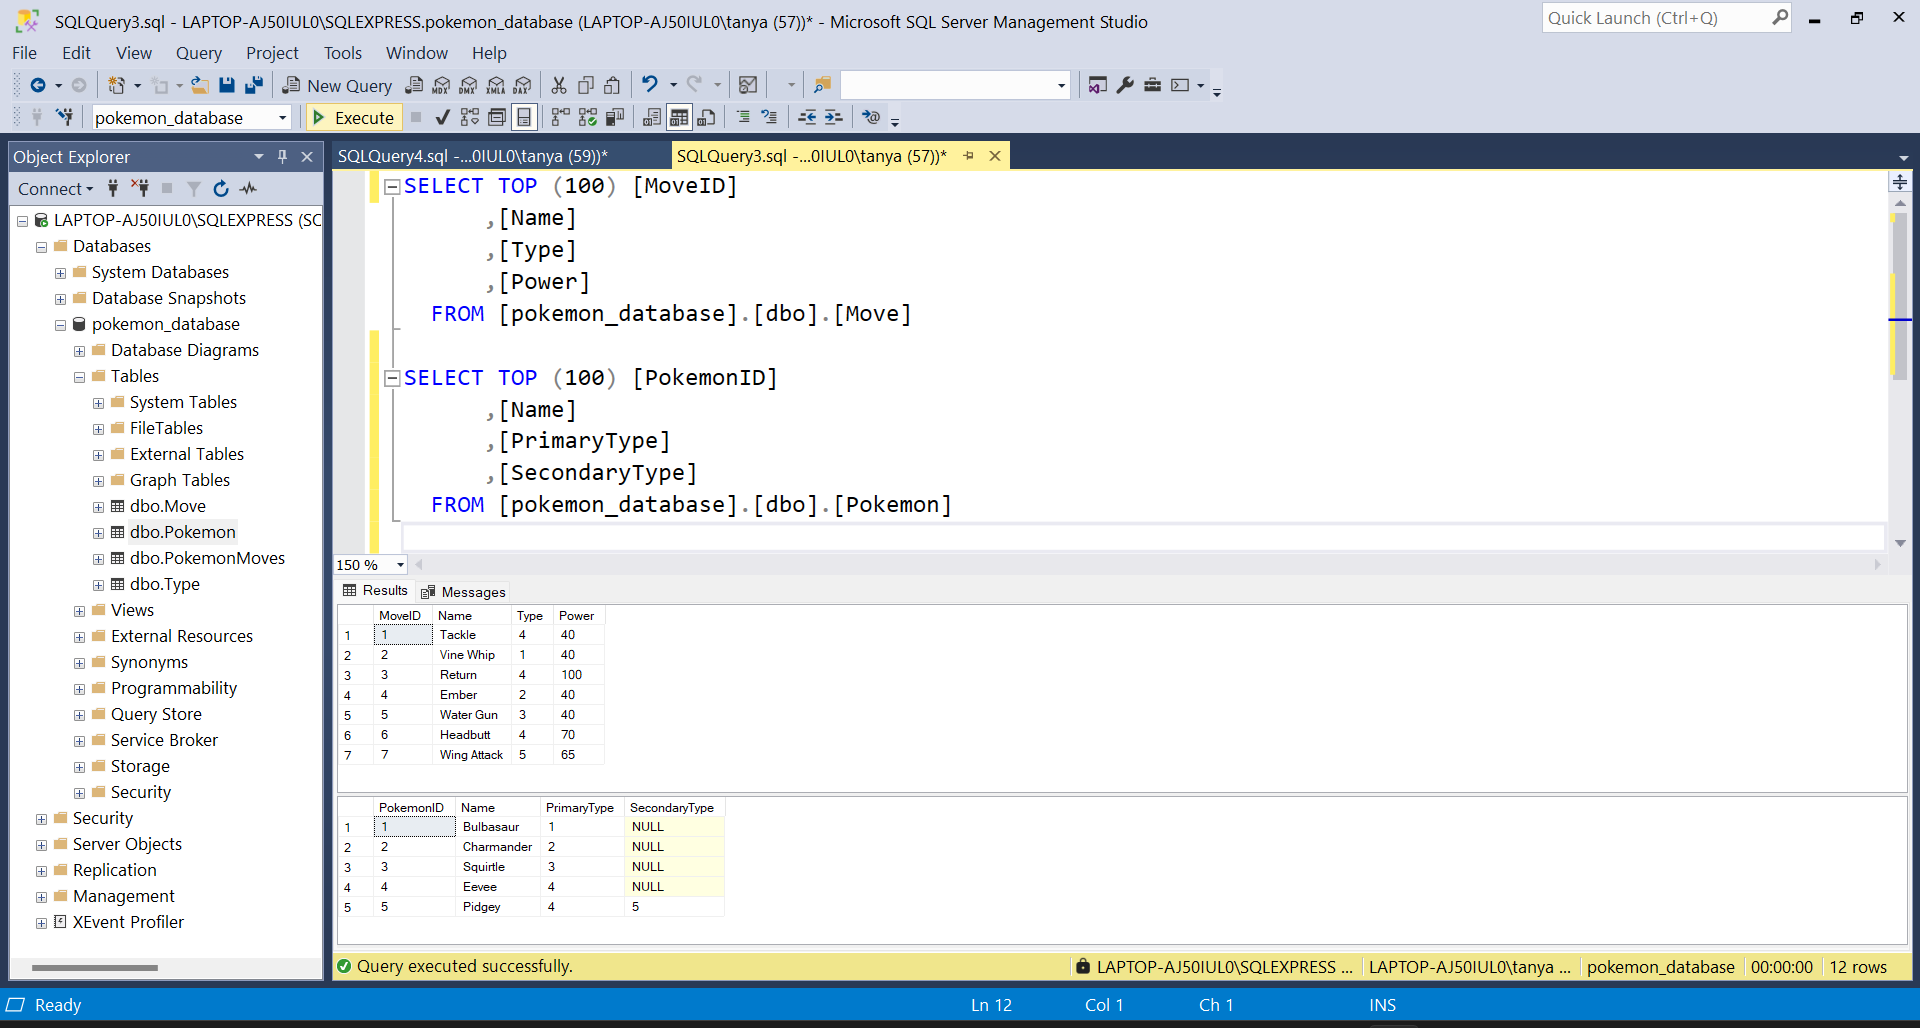 SQLQuery3.sql - LAPTOP-AJ50IUL0\SQLEXPRESS.pokemon_database (LAPTOP-AJ50IUL0\tanya (57))* - Microsoft SQL Server Management Studio
Quick Launch (Ctrl+Q)
File Edit View Query Project Tools Window Help
New Query MDX DMX XMLA DAX
pokemon_database Execute
Object Explorer
Connect
LAPTOP-AJ50IUL0\SQLEXPRESS (SC
Databases
System Databases
Database Snapshots
pokemon_database
Database Diagrams
Tables
System Tables
FileTables
External Tables
Graph Tables
dbo.Move
dbo.Pokemon
dbo.PokemonMoves
dbo.Type
Views
External Resources
Synonyms
Programmability
Query Store
Service Broker
Storage
Security
Security
Server Objects
Replication
Management
XEvent Profiler
SQLQuery4.sql -...0IUL0\tanya (59))* SQLQuery3.sql -...0IUL0\tanya (57))*
SELECT TOP (100) [MoveID]
,[Name]
,[Type]
,[Power]
FROM [pokemon_database].[dbo].[Move]
SELECT TOP (100) [PokemonID]
,[Name]
,[PrimaryType]
,[SecondaryType]
FROM [pokemon_database].[dbo].[Pokemon]
150 %
Results Messages
MoveID Name Type Power
1 1 Tackle 4 40
2 2 Vine Whip 1 40
3 3 Return 4 100
4 4 Ember 2 40
5 5 Water Gun 3 40
6 6 Headbutt 4 70
7 7 Wing Attack 5 65
PokemonID Name PrimaryType SecondaryType
1 1 Bulbasaur 1 NULL
2 2 Charmander 2 NULL
3 3 Squirtle 3 NULL
4 4 Eevee 4 NULL
5 5 Pidgey 4 5
Query executed successfully. LAPTOP-AJ50IUL0\SQLEXPRESS ... LAPTOP-AJ50IUL0\tanya ... pokemon_database 00:00:00 12 rows
Ready Ln 12 Col 1 Ch 1 INS